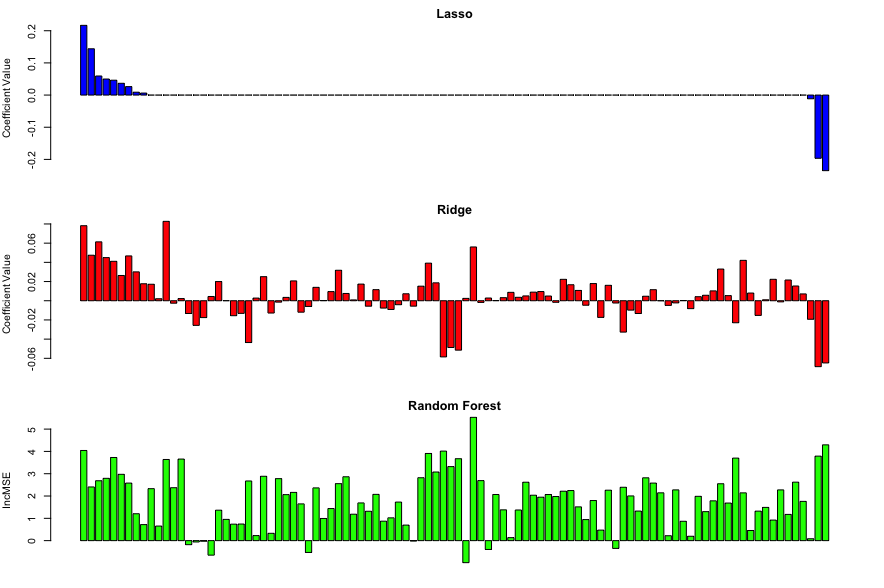 Lasso
Coefficient Value
0.2
0.1
0.0
-0.1
-0.2
Ridge
Coefficient Value
0.06
0.02
-0.02
-0.06
Random Forest
IncMSE
5
4
3
2
1
0